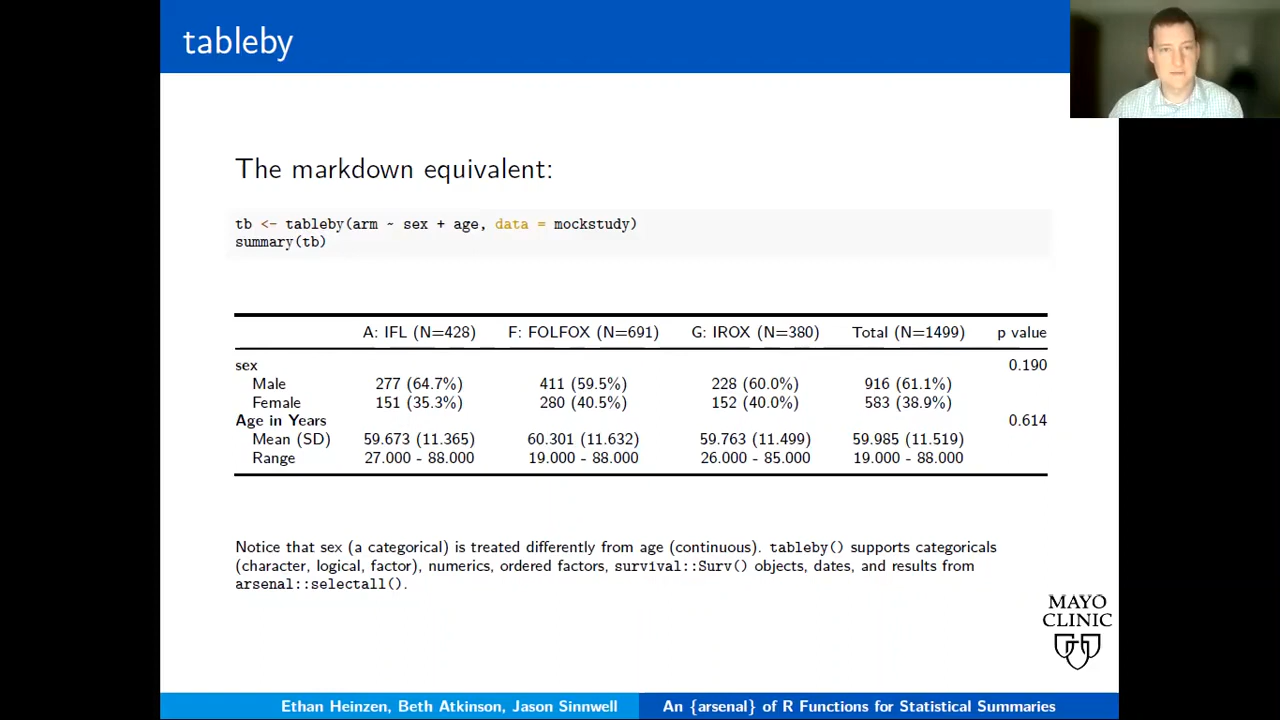 tableby
The markdown equivalent:
tb <- tableby(arm ~ sex + age, data = mockstudy)
summary(tb)
A: IFL (N=428) F: FOLFOX (N=691) G: IROX (N=380) Total (N=1499) p value
sex 0.190
Male 277 (64.7%) 411 (59.5%) 228 (60.0%) 916 (61.1%)
Female 151 (35.3%) 280 (40.5%) 152 (40.0%) 583 (38.9%)
Age in Years 0.614
Mean (SD) 59.673 (11.365) 60.301 (11.632) 59.763 (11.499) 59.985 (11.519)
Range 27.000 - 88.000 19.000 - 88.000 26.000 - 85.000 19.000 - 88.000
Notice that sex (a categorical) is treated differently from age (continuous). tableby() supports categoricals
(character, logical, factor), numerics, ordered factors, survival::Surv() objects, dates, and results from
arsenal::selectall().
MAYO
CLINIC
Ethan Heinzen, Beth Atkinson, Jason Sinnwell An {arsenal} of R Functions for Statistical Summaries